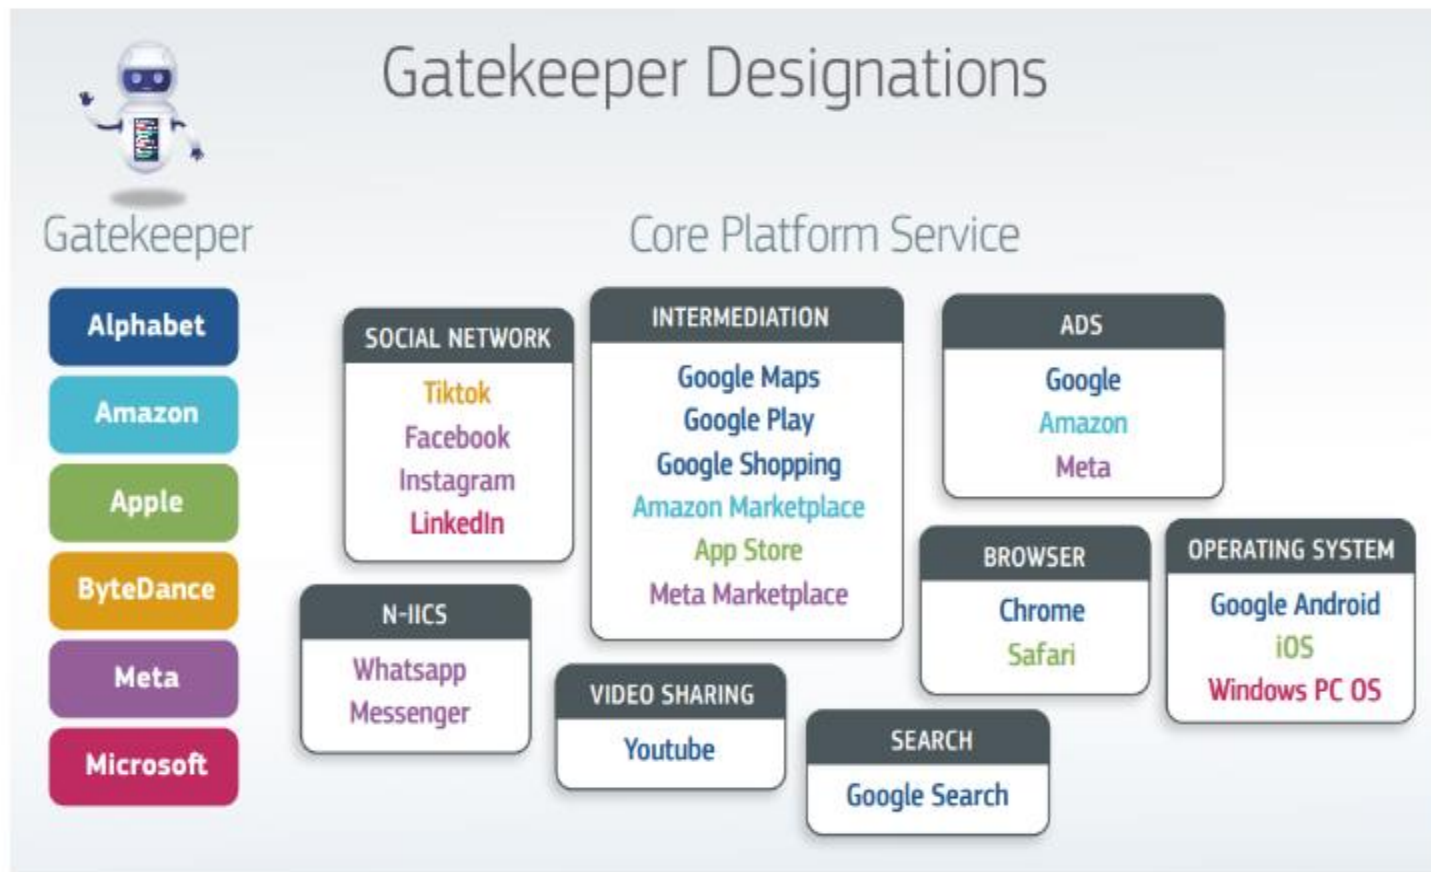 Gatekeeper Designations
Gatekeeper
Core Platform Service
Alphabet
Amazon
Apple
ByteDance
Meta
Microsoft
SOCIAL NETWORK
Tiktok
Facebook
Instagram
LinkedIn
N-IICS
Whatsapp
Messenger
INTERMEDIATION
Google Maps
Google Play
Google Shopping
Amazon Marketplace
App Store
Meta Marketplace
VIDEO SHARING
Youtube
ADS
Google
Amazon
Meta
BROWSER
Chrome
Safari
OPERATING SYSTEM
Google Android
iOS
Windows PC OS
SEARCH
Google Search